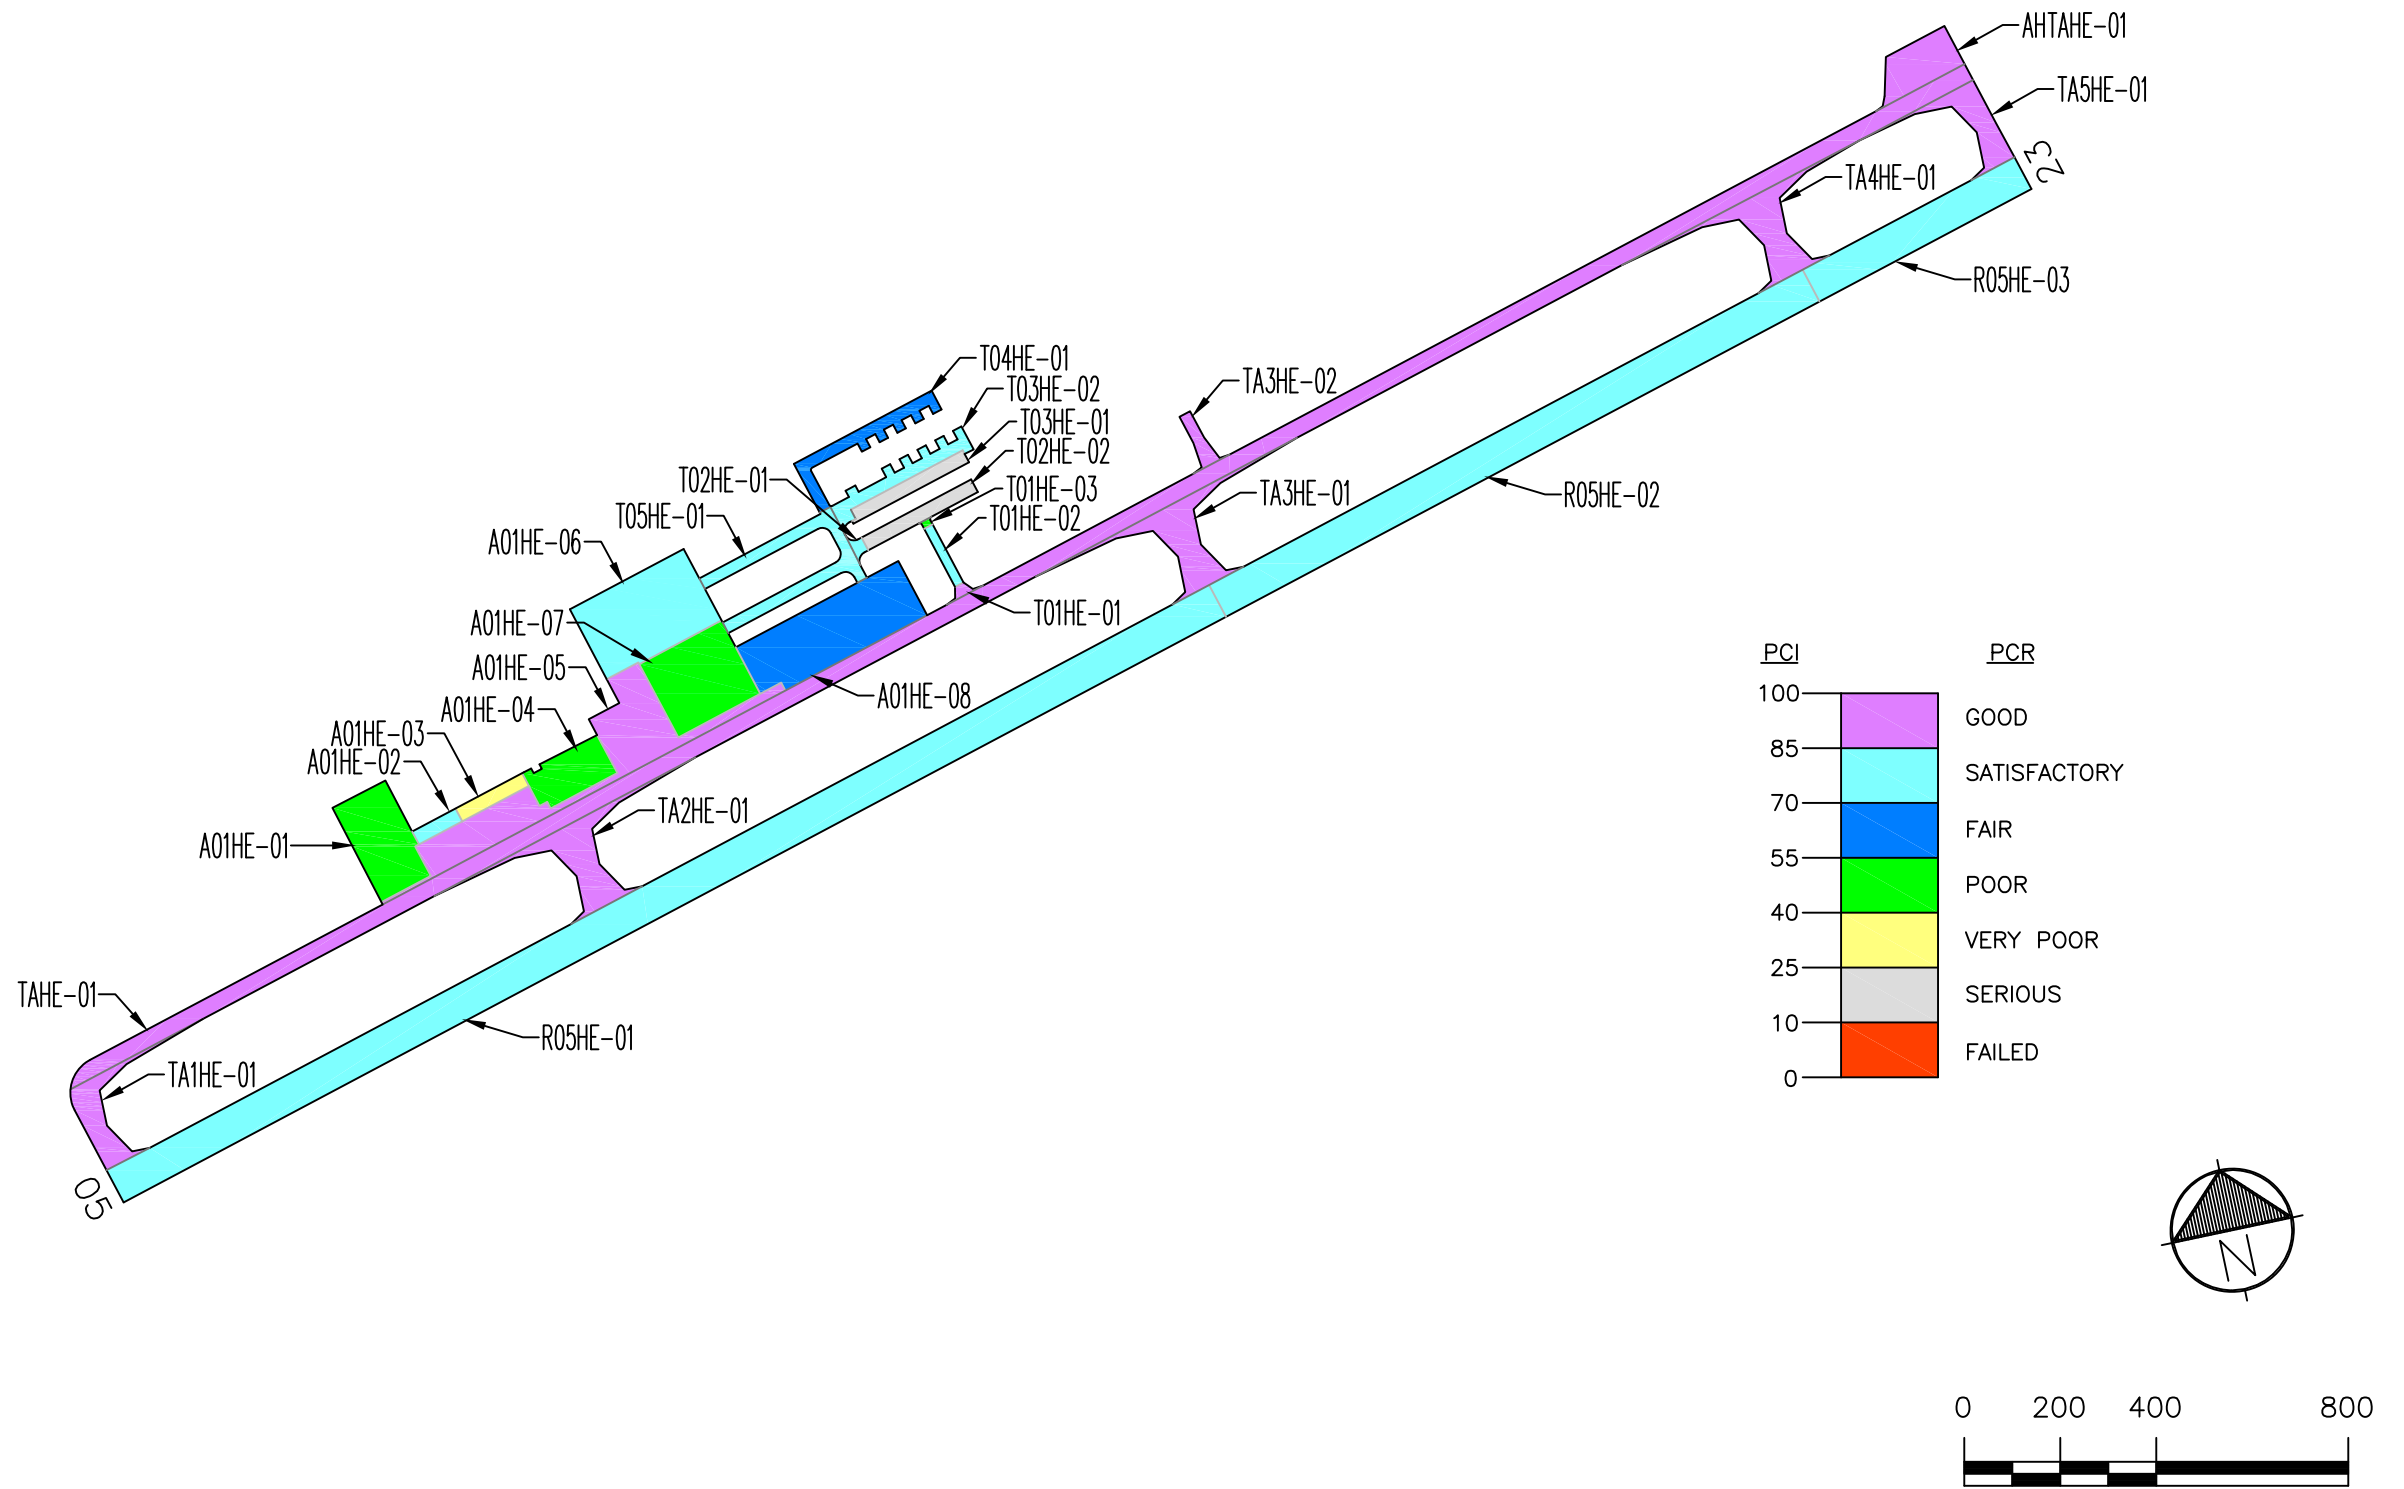 AHTAHE-01
TA5HE-01
23
TA4HE-01
R05HE-03
T04HE-01
T03HE-02
TA3HE-02
T03HE-01
T02HE-02
T02HE-01
T01HE-03
TA3HE-01
R05HE-02
T05HE-01
T01HE-02
A01HE-06
T01HE-01
A01HE-07
A01HE-05
A01HE-08
A01HE-04
A01HE-03
A01HE-02
TA2HE-01
A01HE-01
TAHE-01
R05HE-01
TA1HE-01
05
PCI PCR
100
GOOD
85
SATISFACTORY
70
FAIR
55
POOR
40
VERY POOR
25
SERIOUS
10
FAILED
0
N
0 200 400 800